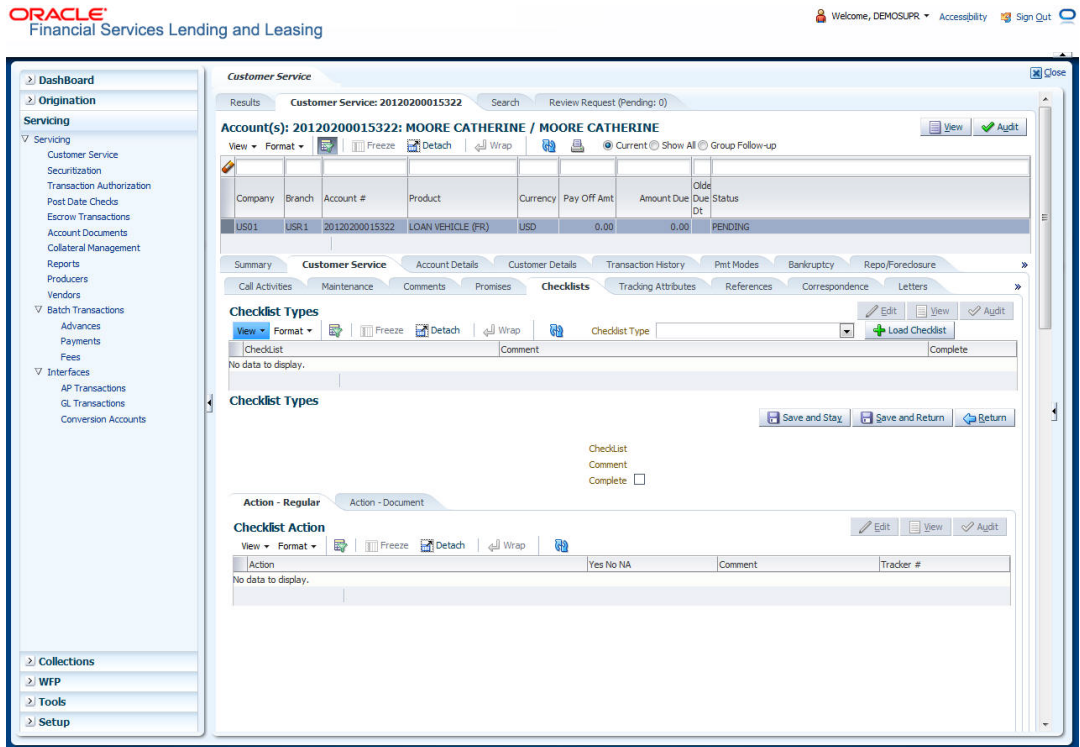 ORACLE
Financial Services Lending and Leasing
Welcome, DEMOSUPR Accessibility Sign Out
Close
DashBoard
Origination
Servicing
Servicing
Customer Service
Securitization
Transaction Authorization
Post Date Checks
Escrow Transactions
Account Documents
Collateral Management
Reports
Producers
Vendors
Batch Transactions
Advances
Payments
Fees
Interfaces
AP Transactions
GL Transactions
Conversion Accounts
Collections
WFP
Tools
Setup
Customer Service
Results Customer Service: 20120200015322 Search Review Request (Pending: 0)
Account(s): 20120200015322: MOORE CATHERINE / MOORE CATHERINE
View Audit
View Format Freeze Detach Wrap Current Show All Group Follow-up
Company Branch Account # Product Currency Pay Off Amt Amount Due Olde Due Dt Status
US01 USR1 20120200015322 LOAN VEHICLE (FR) USD 0.00 0.00 PENDING
Summary Customer Service Account Details Customer Details Transaction History Pmt Modes Bankruptcy Repo/Foreclosure »
Call Activities Maintenance Comments Promises Checklists Tracking Attributes References Correspondence Letters »
Checklist Types
Edit View Audit
View Format Freeze Detach Wrap Checklist Type Load Checklist
CheckList Comment Complete
No data to display.
Checklist Types
Save and Stay Save and Return Return
CheckList
Comment
Complete
Action - Regular Action - Document
Checklist Action
Edit View Audit
View Format Freeze Detach Wrap
Action Yes No NA Comment Tracker #
No data to display.